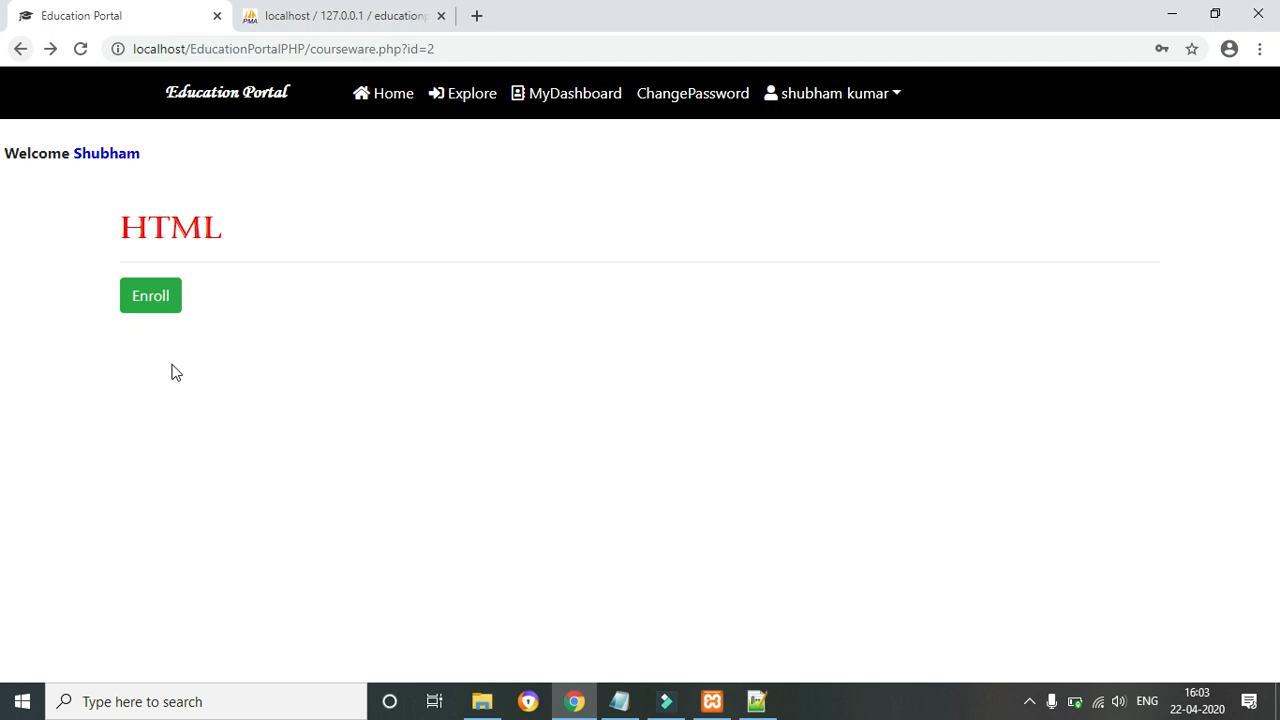 Education Portal
localhost / 127.0.0.1 / educationp
localhost/EducationPortalPHP/courseware.php?id=2
Education Portal Home Explore MyDashboard ChangePassword shubham kumar
Welcome Shubham
HTML
Enroll
Type here to search
ENG
16:03
22-04-2020